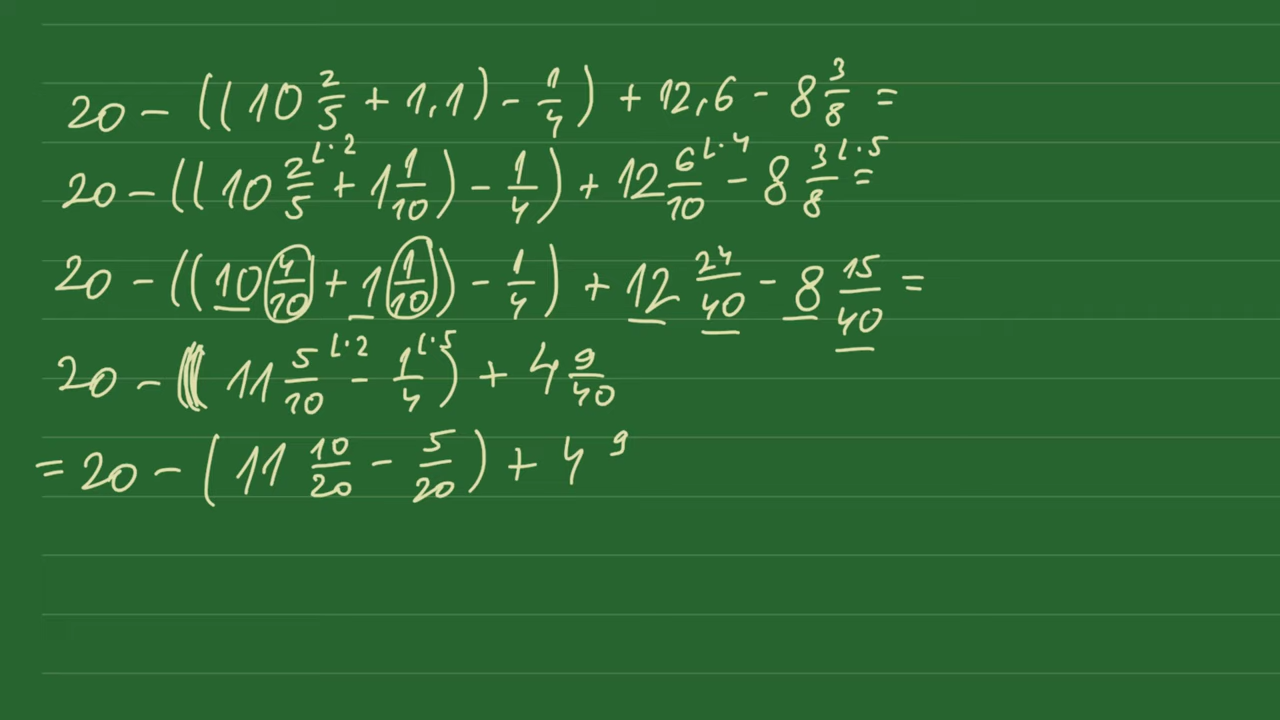 20 - ((10 2/5 + 1,1) - 1/4) + 12,6 - 8 3/8 =
20 - ((10 2/5 ⌊·2 + 1 1/10) - 1/4) + 12 6/10 ⌊·4 - 8 3/8 ⌊·5 =
20 - ((10 4/10 + 1 1/10)) - 1/4) + 12 24/40 - 8 15/40 =
20 - ( 11 5/10 ⌊·2 - 1/4 ⌊·5 ) + 4 9/40
= 20 - (11 10/20 - 5/20) + 4 9